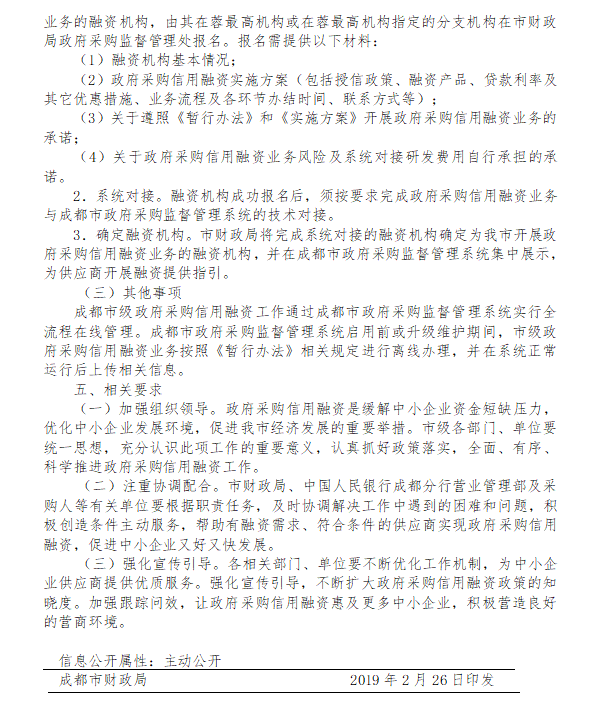 业务的融资机构，由其在蓉最高机构或在蓉最高机构指定的分支机构在市财政
局政府采购监督管理处报名。报名需提供以下材料：
（1）融资机构基本情况；
（2）政府采购信用融资实施方案（包括授信政策、融资产品、贷款利率及
其它优惠措施、业务流程及各环节办结时间、联系方式等）；
（3）关于遵照《暂行办法》和《实施方案》开展政府采购信用融资业务的
承诺；
（4）关于政府采购信用融资业务风险及系统对接研发费用自行承担的承
诺。
2．系统对接。融资机构成功报名后，须按要求完成政府采购信用融资业务
与成都市政府采购监督管理系统的技术对接。
3．确定融资机构。市财政局将完成系统对接的融资机构确定为我市开展政
府采购信用融资业务的融资机构，并在成都市政府采购监督管理系统集中展示，
为供应商开展融资提供指引。
（三）其他事项
成都市级政府采购信用融资工作通过成都市政府采购监督管理系统实行全
流程在线管理。成都市政府采购监督管理系统启用前或升级维护期间，市级政
府采购信用融资业务按照《暂行办法》相关规定进行离线办理，并在系统正常
运行后上传相关信息。
五、相关要求
（一）加强组织领导。政府采购信用融资是缓解中小企业资金短缺压力，
优化中小企业发展环境，促进我市经济发展的重要举措。市级各部门、单位要
统一思想，充分认识此项工作的重要意义，认真抓好政策落实，全面、有序、
科学推进政府采购信用融资工作。
（二）注重协调配合。市财政局、中国人民银行成都分行营业管理部及采
购人等有关单位要根据职责任务，及时协调解决工作中遇到的困难和问题，积
极创造条件主动服务，帮助有融资需求、符合条件的供应商实现政府采购信用
融资，促进中小企业又好又快发展。
（三）强化宣传引导。各相关部门、单位要不断优化工作机制，为中小企
业供应商提供优质服务。强化宣传引导，不断扩大政府采购信用融资政策的知
晓度。加强跟踪问效，让政府采购信用融资惠及更多中小企业，积极营造良好
的营商环境。
信息公开属性：主动公开
成都市财政局 2019 年 2 月 26 日印发